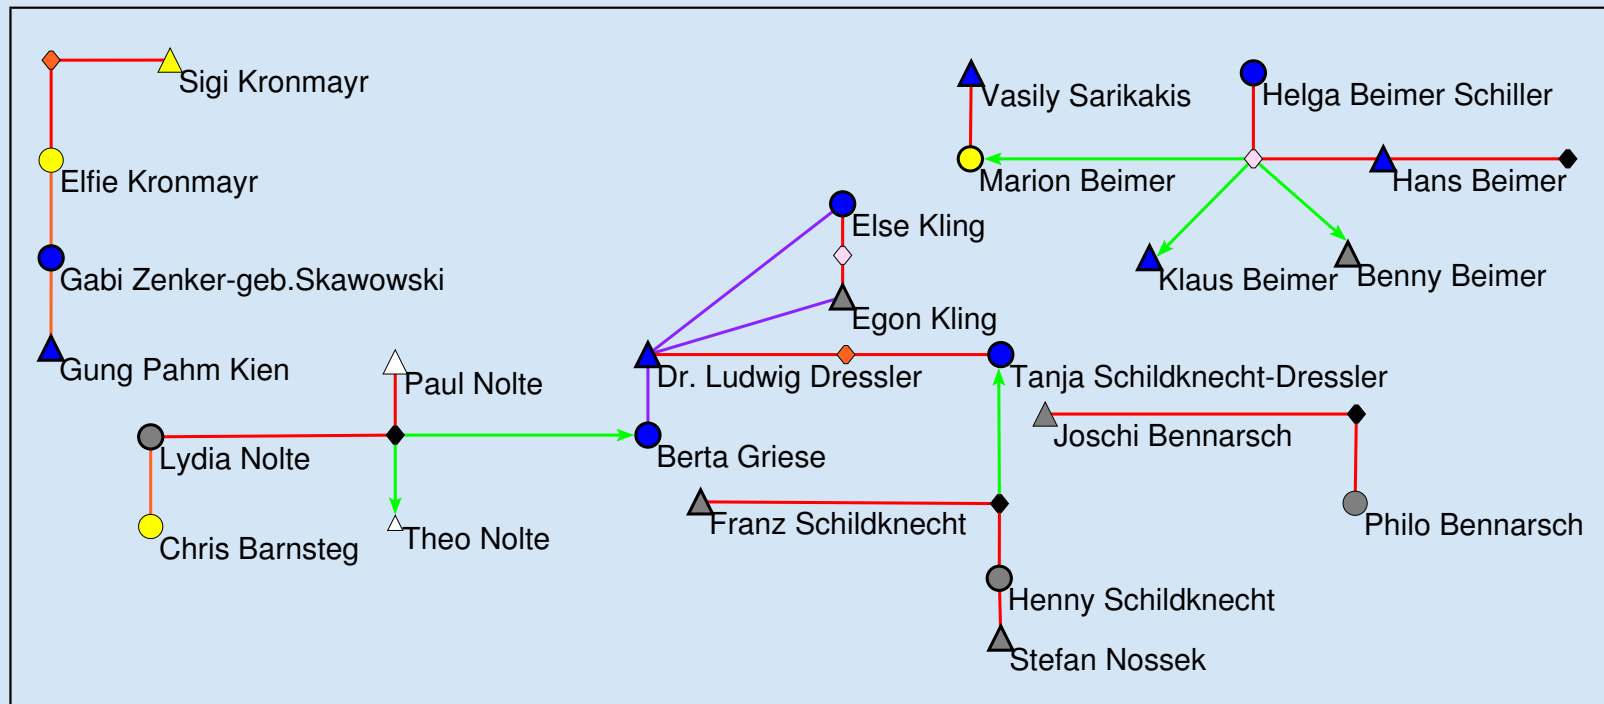 Sigi Kronmayr
Vasily Sarikakis
Helga Beimer Schiller
Elfie Kronmayr
Marion Beimer
Hans Beimer
Else Kling
Gabi Zenker-geb.Skawowski
Klaus Beimer
Benny Beimer
Egon Kling
Gung Pahm Kien
Paul Nolte
Dr. Ludwig Dressler
Tanja Schildknecht-Dressler
Joschi Bennarsch
Lydia Nolte
Berta Griese
Franz Schildknecht
Philo Bennarsch
Chris Barnsteg
Theo Nolte
Henny Schildknecht
Stefan Nossek